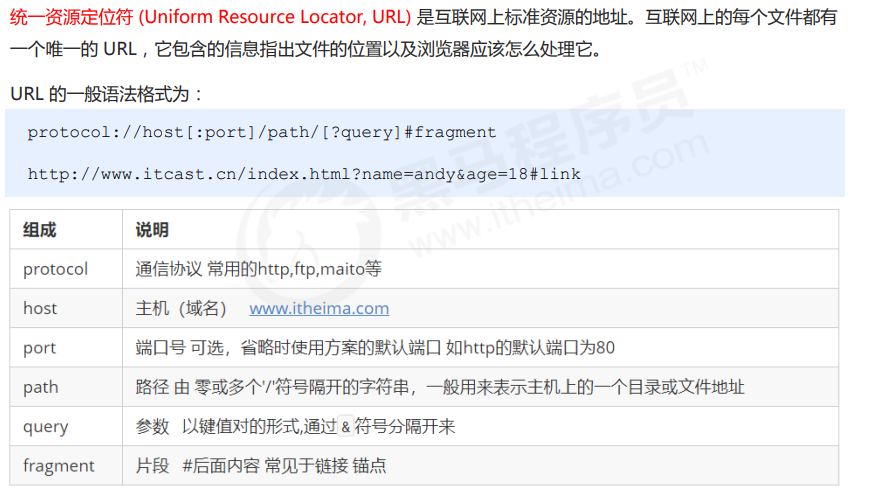 统一资源定位符 (Uniform Resource Locator, URL) 是互联网上标准资源的地址。互联网上的每个文件都有
一个唯一的 URL，它包含的信息指出文件的位置以及浏览器应该怎么处理它。
URL 的一般语法格式为：
protocol://host[:port]/path/[?query]#fragment
http://www.itcast.cn/index.html?name=andy&age=18#link
组成 说明
protocol 通信协议 常用的http,ftp,maito等
host 主机（域名） www.itheima.com
port 端口号 可选，省略时使用方案的默认端口 如http的默认端口为80
path 路径 由 零或多个'/'符号隔开的字符串，一般用来表示主机上的一个目录或文件地址
query 参数 以键值对的形式,通过&符号分隔开来
fragment 片段 #后面内容 常见于链接 锚点
黑马程序员™
www.itheima.com